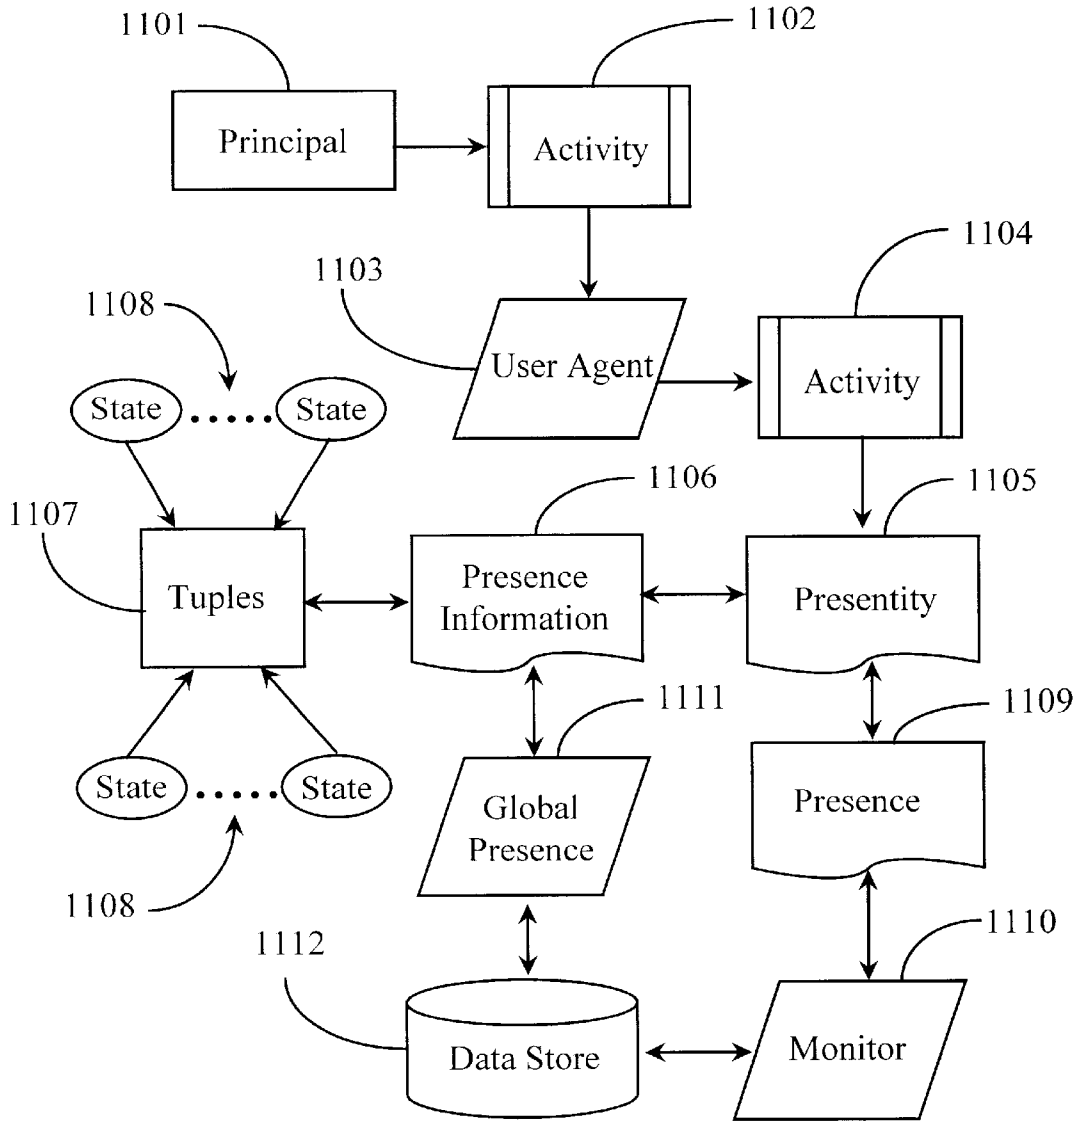 1101
1102
Principal
Activity
1103
1104
1108
User Agent
Activity
State
State
1106
1105
1107
Tuples
Presence
Information
Presentity
1111
1109
State
State
Global
Presence
Presence
1108
1112
1110
Data Store
Monitor